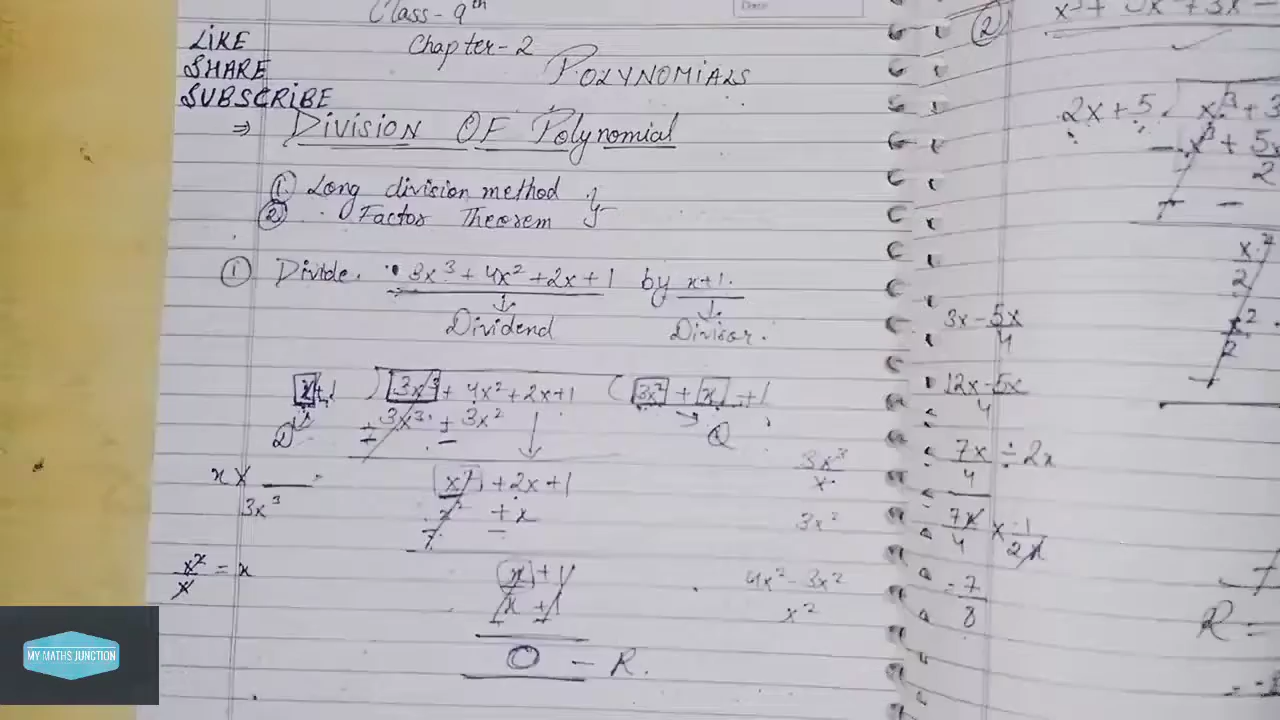 Class-9th
Chapter-2
LIKE
SHARE
SUBSCRIBE
POLYNOMIALS
⇒ DIVISION OF Polynomial
① Long division method
② Factor Theorem
① Divide. 3x³ + 4x² + 2x + 1 by x+1.
Dividend Divisor.
x+1 ) 3x³ + 4x² + 2x + 1 ( 3x² + x + 1
3x³ + 3x²
D Q
x² + 2x + 1
x² + x
x + 1
x + 1
0 — R.
x × ___ =
3x³
x²/x = x
3x³/x
3x²
4x² - 3x²
x²
②
2x+5
3x - 5x/4
12x-5x/4
7x/4 ÷ 2x
7x/4 × 1/2x
= 7/8
R =
MY MATHS JUNCTION